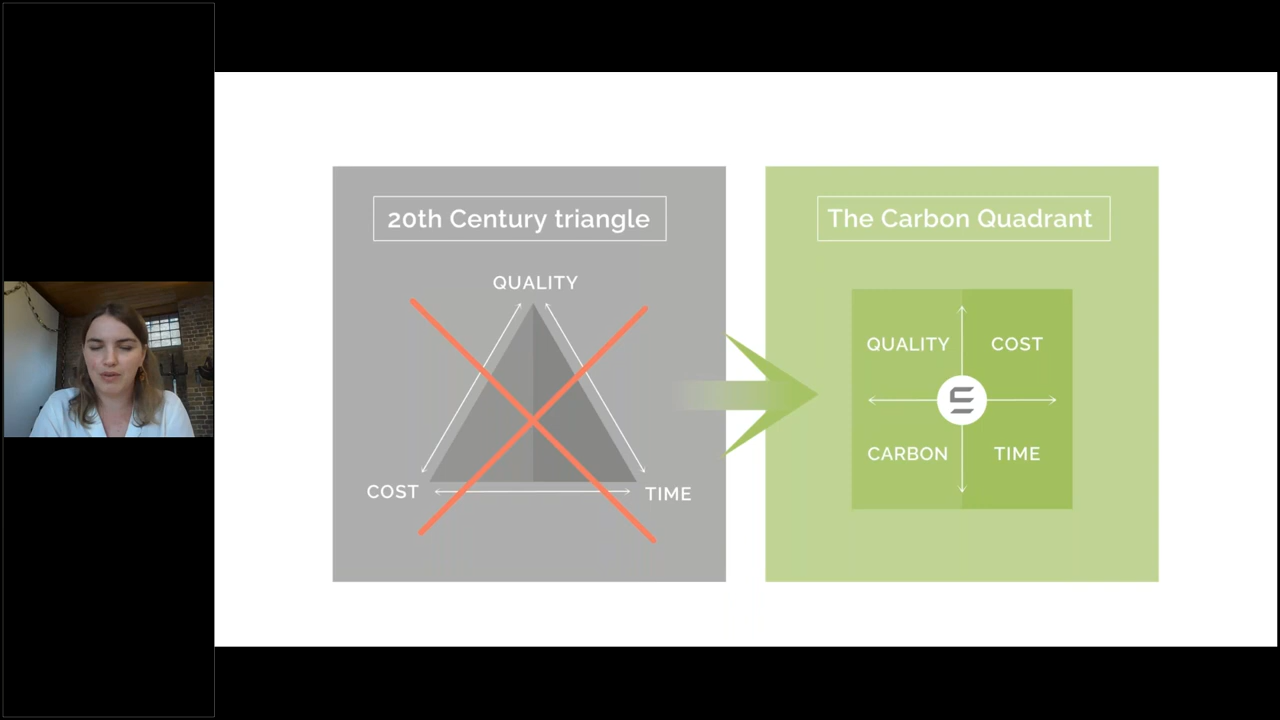 20th Century triangle
QUALITY
COST
TIME
The Carbon Quadrant
QUALITY
COST
CARBON
TIME